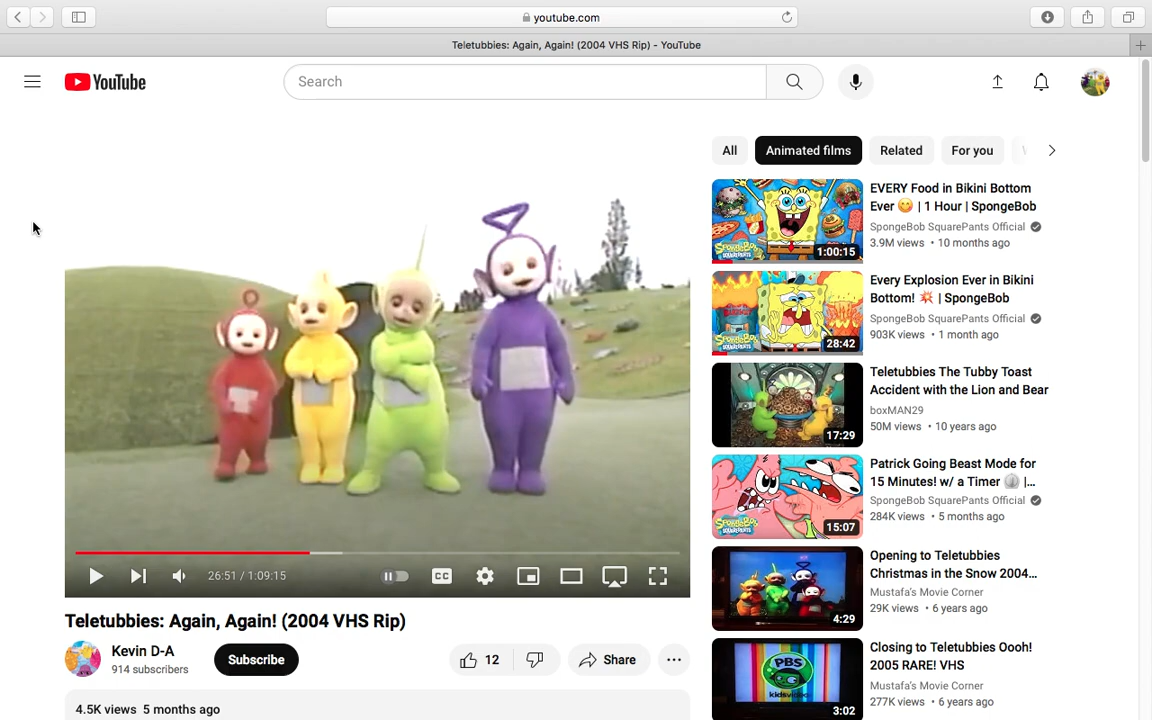 youtube.com
Teletubbies: Again, Again! (2004 VHS Rip) - YouTube
YouTube
Search
All
Animated films
Related
For you
EVERY Food in Bikini Bottom
Ever 😋 | 1 Hour | SpongeBob
SpongeBob SquarePants Official
3.9M views • 10 months ago
1:00:15
Every Explosion Ever in Bikini
Bottom! 💥 | SpongeBob
SpongeBob SquarePants Official
903K views • 1 month ago
28:42
Teletubbies The Tubby Toast
Accident with the Lion and Bear
boxMAN29
50M views • 10 years ago
17:29
Patrick Going Beast Mode for
15 Minutes! w/ a Timer ⏱ |...
SpongeBob SquarePants Official
284K views • 5 months ago
15:07
Opening to Teletubbies
Christmas in the Snow 2004...
Mustafa's Movie Corner
29K views • 6 years ago
4:29
Closing to Teletubbies Oooh!
2005 RARE! VHS
Mustafa's Movie Corner
277K views • 6 years ago
PBS
kids video
3:02
26:51 / 1:09:15
CC
Teletubbies: Again, Again! (2004 VHS Rip)
Kevin D-A
914 subscribers
Subscribe
12
Share
4.5K views 5 months ago